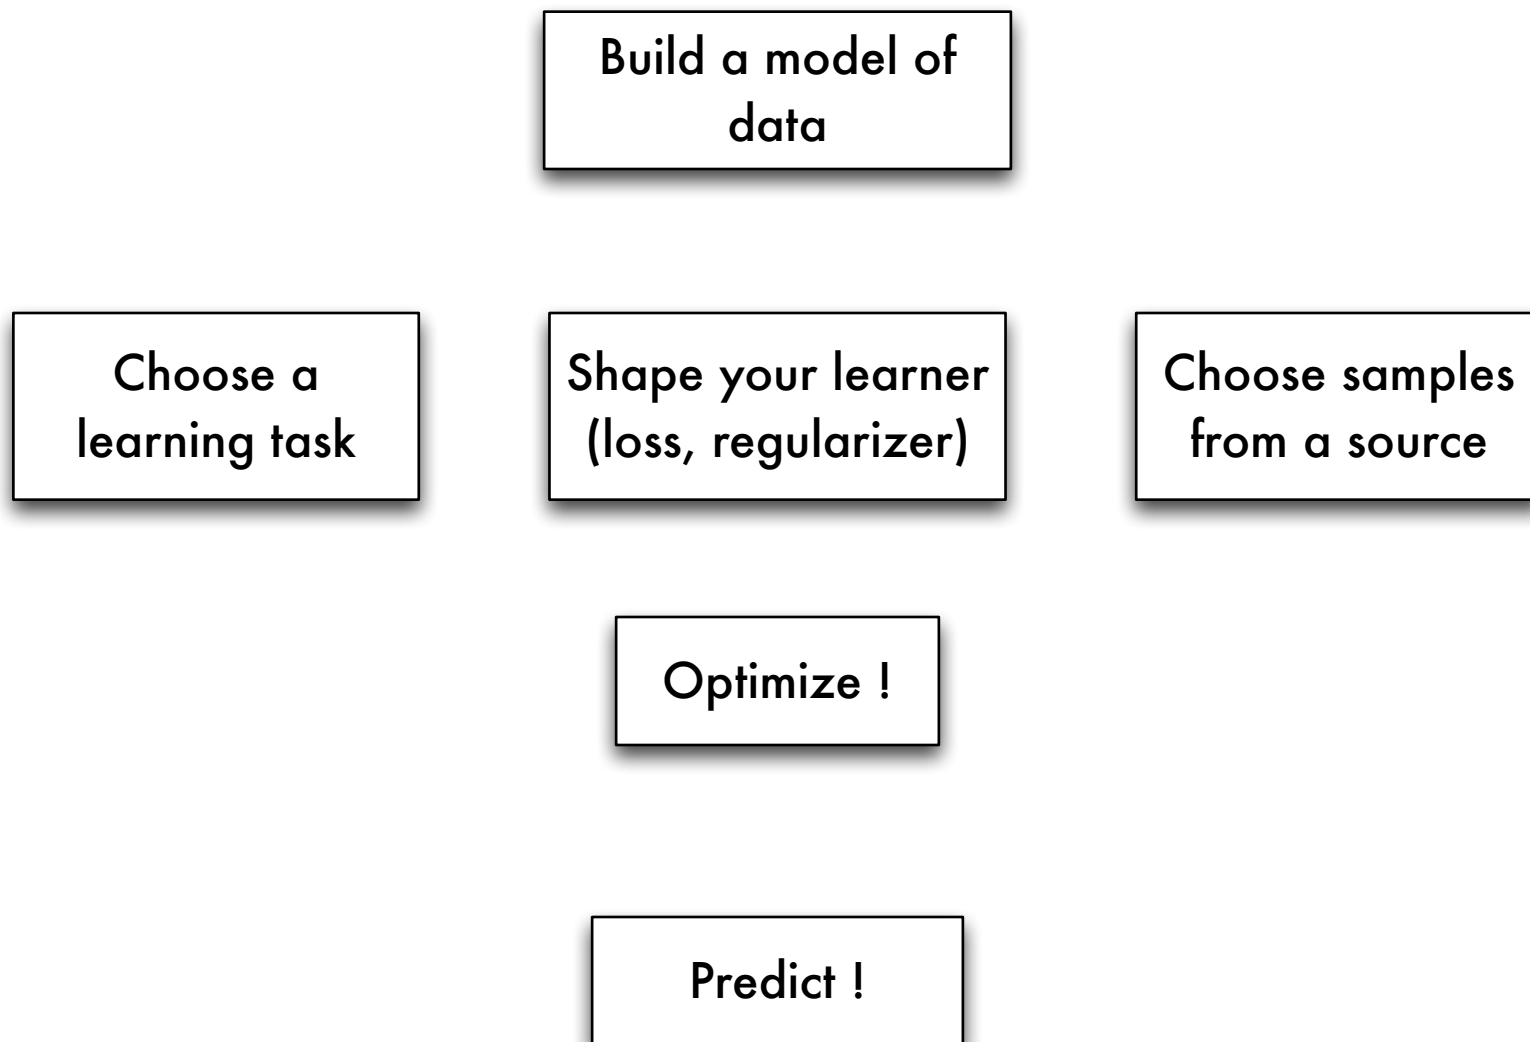 Build a model of
data
Choose a
learning task
Shape your learner
(loss, regularizer)
Choose samples
from a source
Optimize !
Predict !